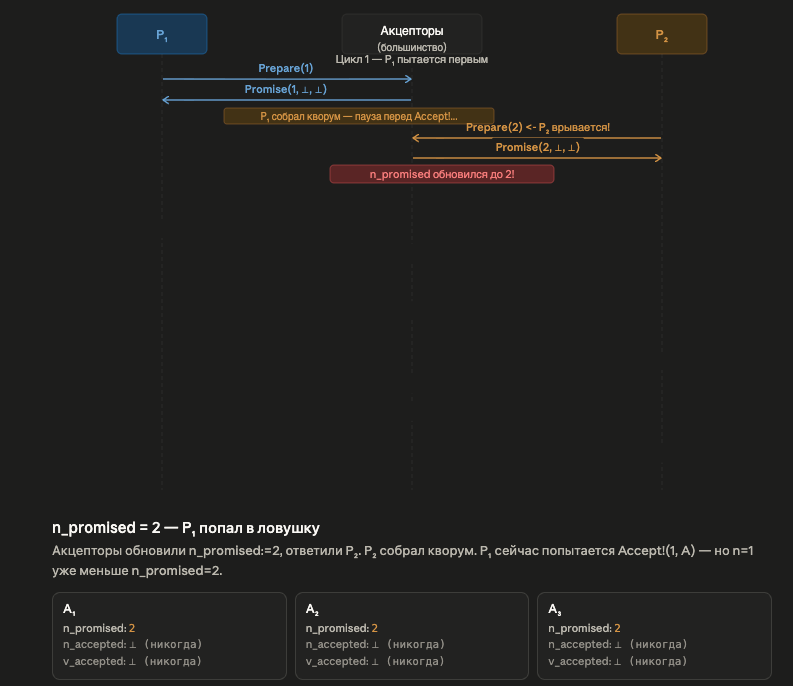 P₁
Акцепторы
(большинство)
P₂
Цикл 1 — P₁ пытается первым
Prepare(1)
Promise(1, ⊥, ⊥)
P₁ собрал кворум — пауза перед Accept!...
Prepare(2) <- P₂ врывается!
Promise(2, ⊥, ⊥)
n_promised обновился до 2!
n_promised = 2 — P₁ попал в ловушку
Акцепторы обновили n_promised:=2, ответили P₂. P₂ собрал кворум. P₁ сейчас попытается Accept!(1, A) — но n=1
уже меньше n_promised=2.
A₁
n_promised: 2
n_accepted: ⊥ (никогда)
v_accepted: ⊥ (никогда)
A₂
n_promised: 2
n_accepted: ⊥ (никогда)
v_accepted: ⊥ (никогда)
A₃
n_promised: 2
n_accepted: ⊥ (никогда)
v_accepted: ⊥ (никогда)